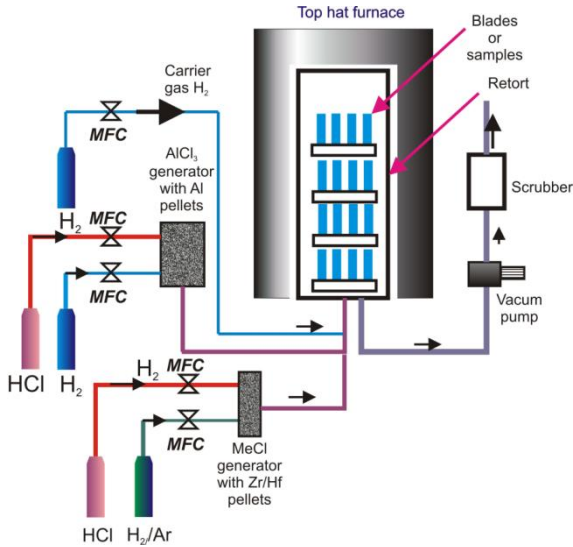 Top hat furnace
Blades
or
samples
Retort
Carrier
gas H₂
MFC
AlCl₃
generator
with Al
pellets
H₂
MFC
MFC
HCl
H₂
Scrubber
Vacum
pump
H₂
MFC
MFC
MeCl
generator
with Zr/Hf
pellets
HCl
H₂/Ar